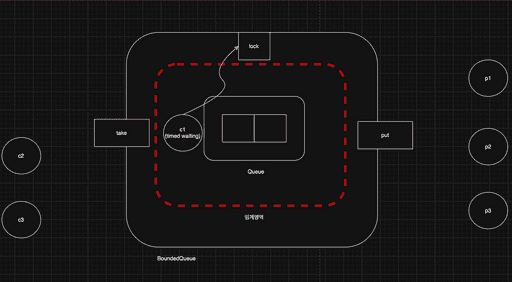 lock
take
c1
(timed waiting)
put
p1
p2
p3
c2
c3
Queue
임계영역
BoundedQueue